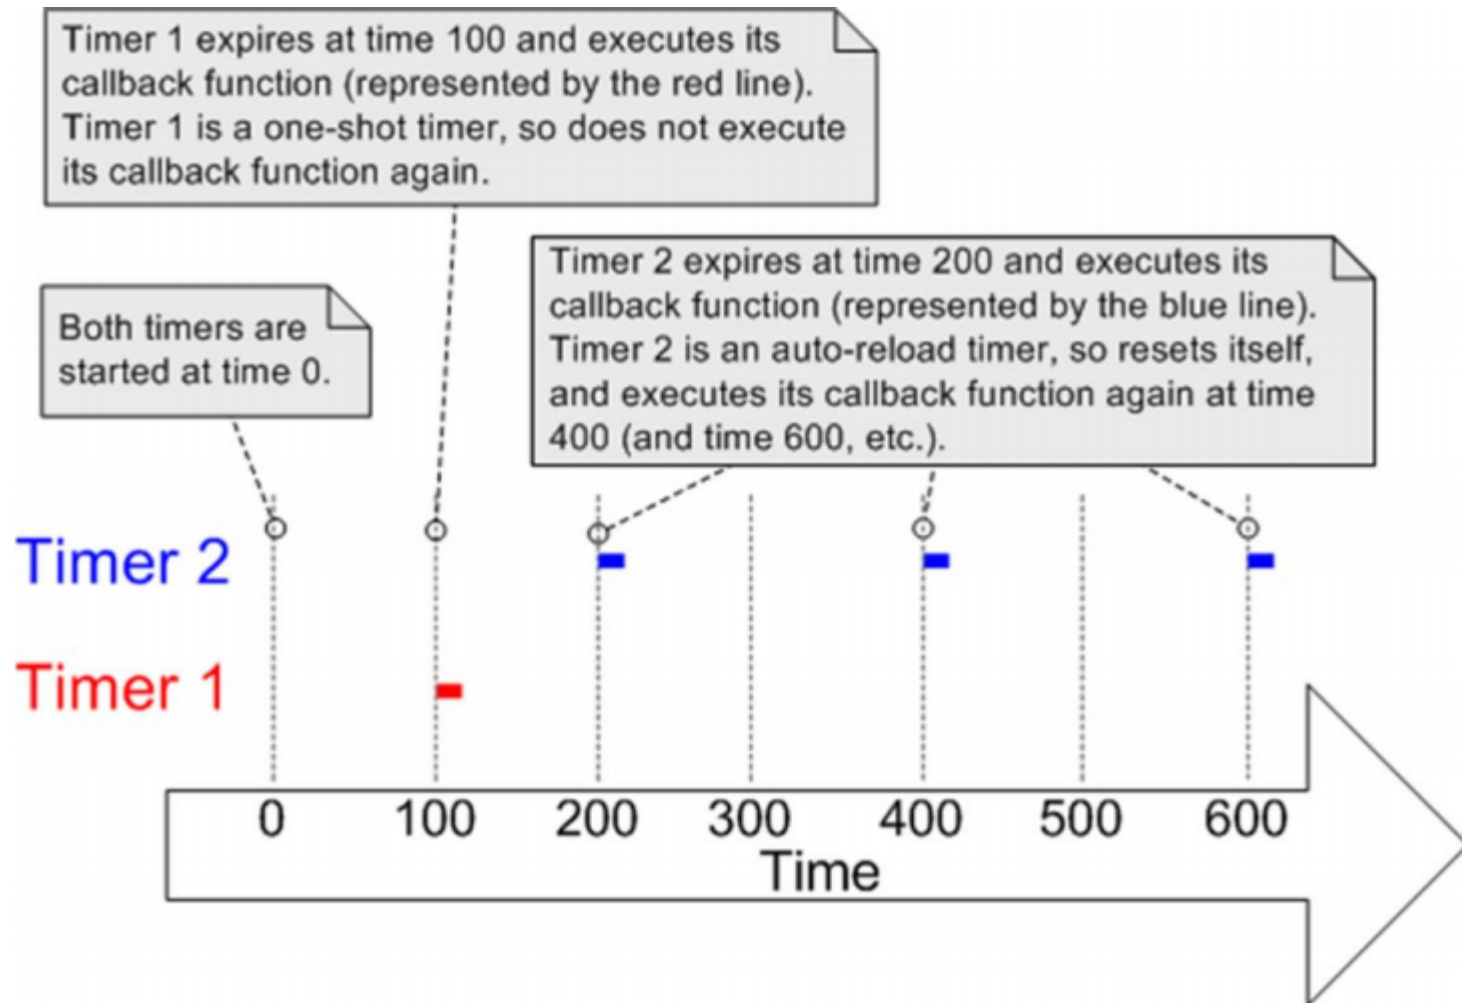 Timer 1 expires at time 100 and executes its
callback function (represented by the red line).
Timer 1 is a one-shot timer, so does not execute
its callback function again.
Timer 2 expires at time 200 and executes its
callback function (represented by the blue line).
Timer 2 is an auto-reload timer, so resets itself,
and executes its callback function again at time
400 (and time 600, etc.).
Both timers are
started at time 0.
Timer 2
Timer 1
0 100 200 300 400 500 600
Time